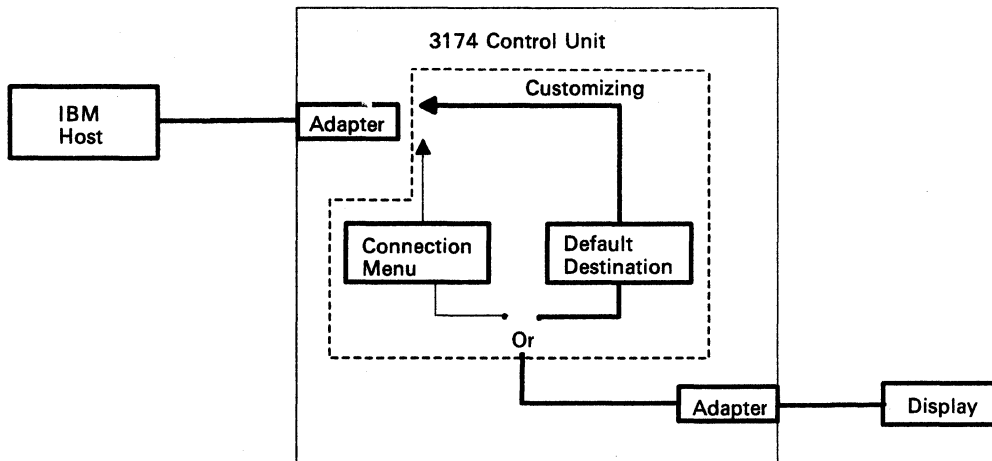 3174 Control Unit
Customizing
IBM
Host
Adapter
Connection
Menu
Default
Destination
Or
Adapter
Display